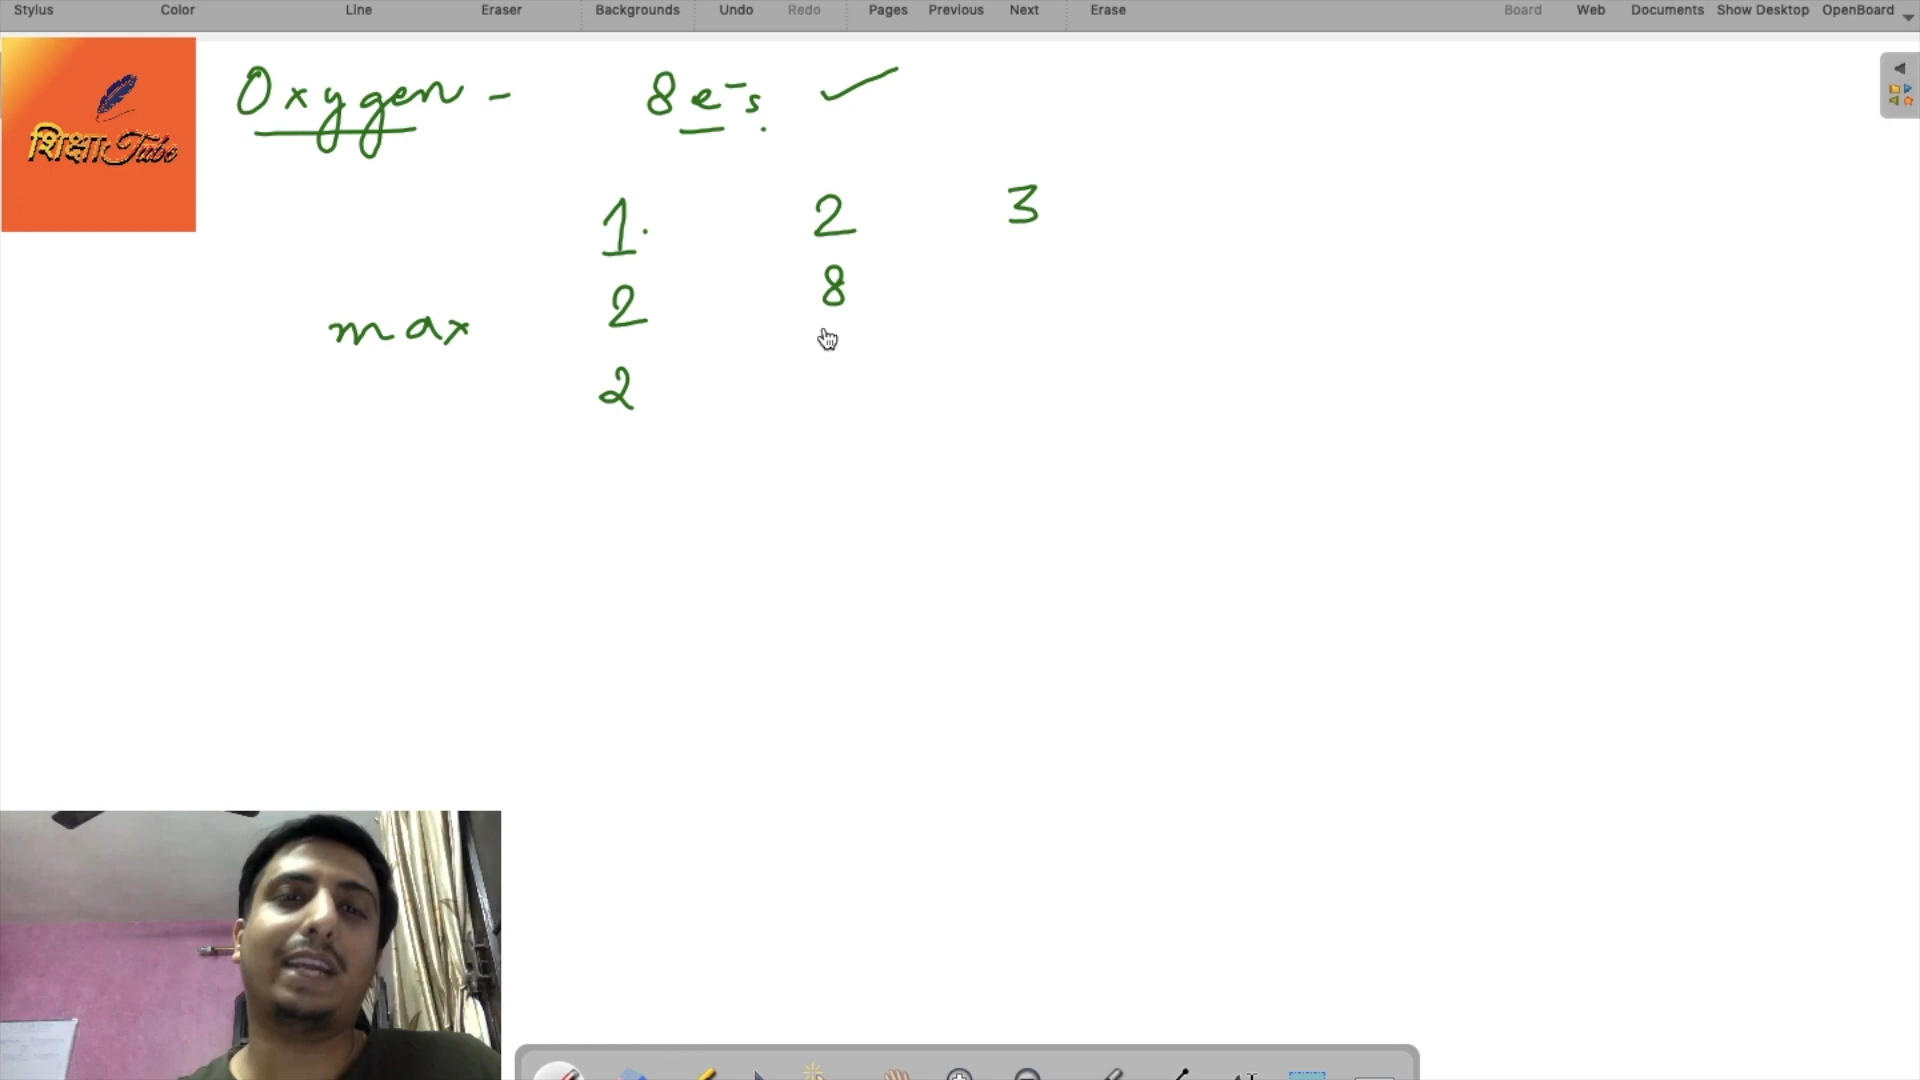 Stylus Color Line Eraser Backgrounds Undo Redo Pages Previous Next Erase Board Web Documents Show Desktop OpenBoard
शिक्षा Tube
Oxygen - 8 e⁻s.
1. 2 3
max 2 8
2